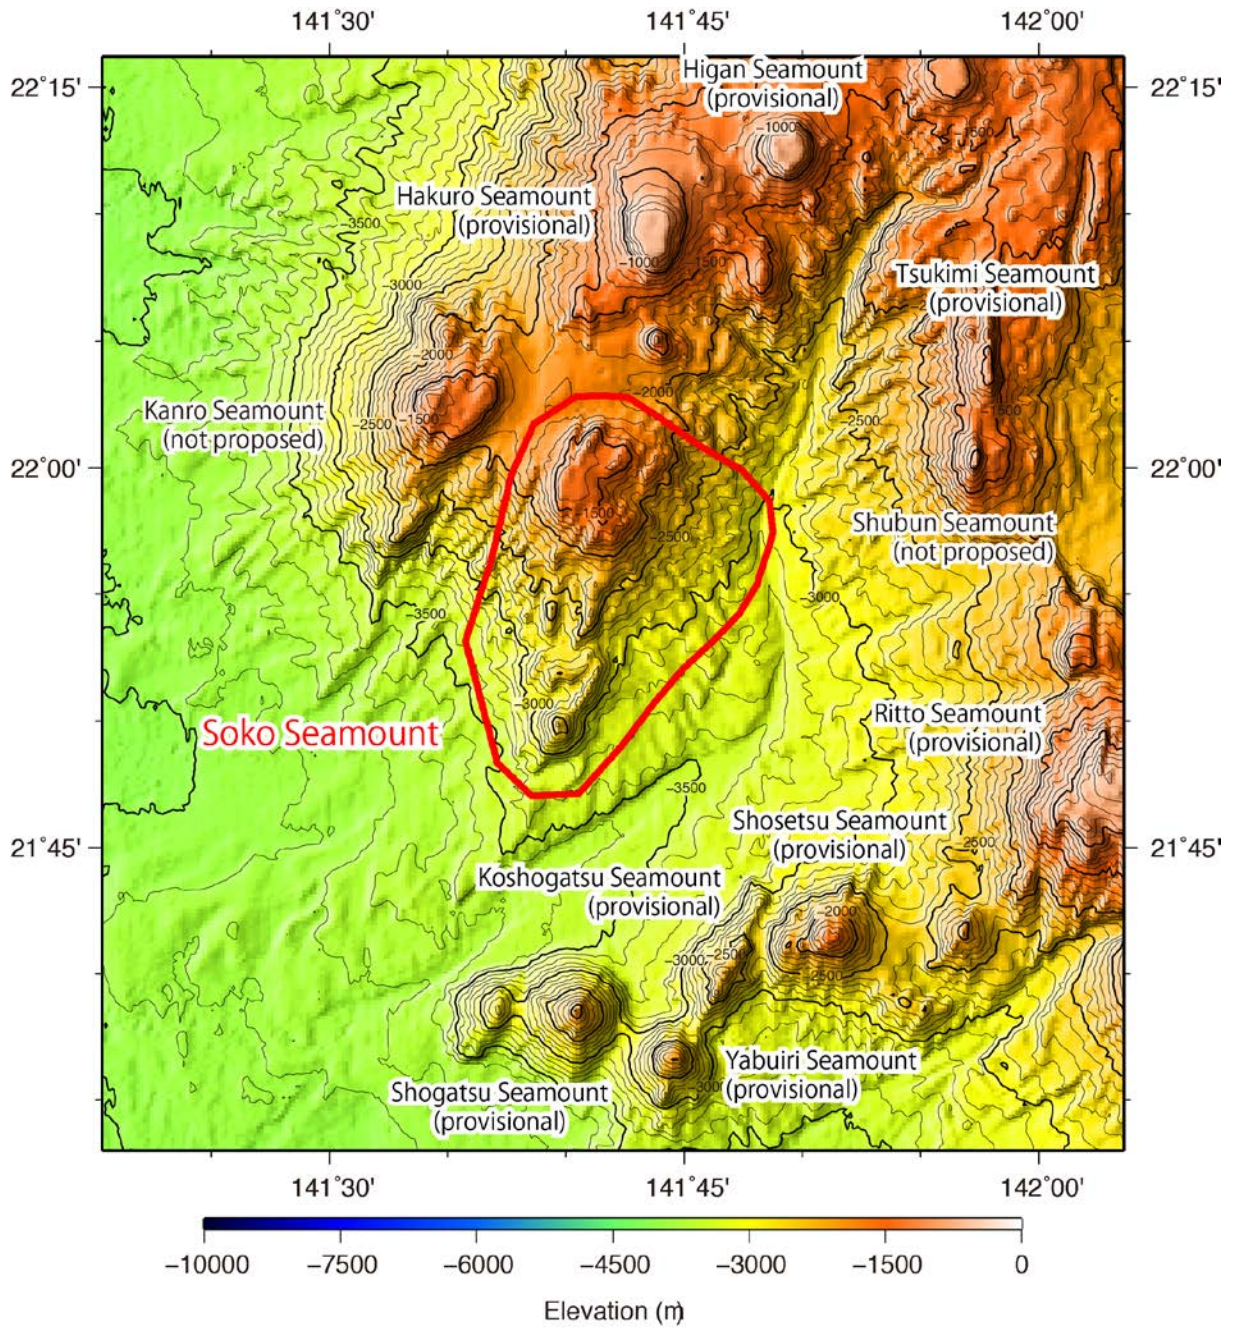 141˚30'
141˚45'
142˚00'
22˚15'
22˚15'
Higan Seamount
(provisional)
-1000
-1500
Hakuro Seamount
(provisional)
-3500
-1000
-1500
Tsukimi Seamount
(provisional)
-3000
-2000
-2000
Kanro Seamount
(not proposed)
-2500
-1500
-2500
-1500
22˚00'
22˚00'
-1500
-2500
Shubun Seamount
(not proposed)
-3500
-3000
-3000
Soko Seamount
Ritto Seamount
(provisional)
-3500
Shosetsu Seamount
(provisional)
2500
21˚45'
21˚45'
Koshogatsu Seamount
(provisional)
-2000
-3000
-2500
-2500
Shogatsu Seamount
(provisional)
Yabuiri Seamount
(provisional)
141˚30'
141˚45'
142˚00'
−10000
−7500
−6000
−4500
−3000
−1500
0
Elevation (m)